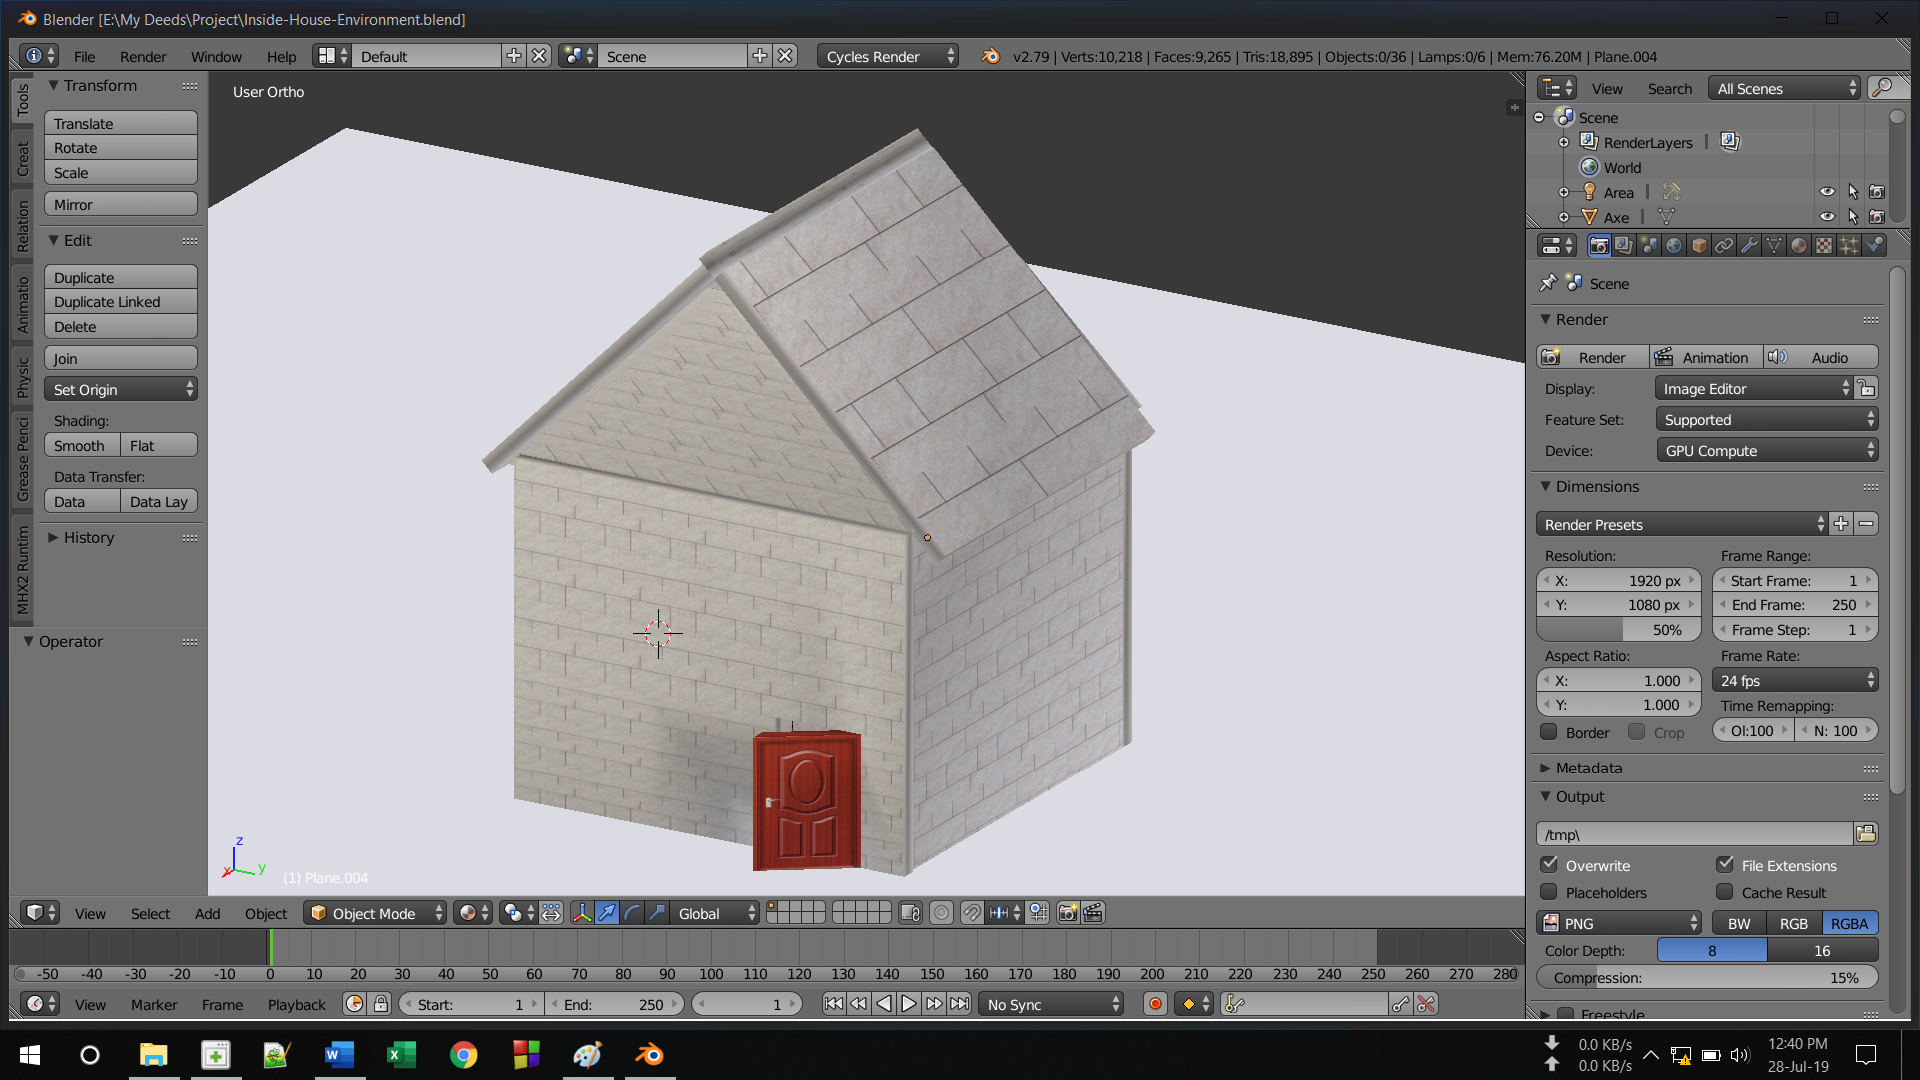 Blender [E:\My Deeds\Project\Inside-House-Environment.blend]
File Render Window Help Default Scene Cycles Render v2.79 | Verts:10,218 | Faces:9,265 | Tris:18,895 | Objects:0/36 | Lamps:0/6 | Mem:76.20M | Plane.004
Tools
Creat
Relation
Animatio
Physic
Grease Penci
MHX2 Runtim
Transform
Translate
Rotate
Scale
Mirror
Edit
Duplicate
Duplicate Linked
Delete
Join
Set Origin
Shading:
Smooth Flat
Data Transfer:
Data Data Lay
History
Operator
User Ortho
z
y
x
(1) Plane.004
View Search All Scenes
Scene
RenderLayers
World
Area
Axe
Scene
Render
Render Animation Audio
Display: Image Editor
Feature Set: Supported
Device: GPU Compute
Dimensions
Render Presets
Resolution: Frame Range:
X: 1920 px Start Frame: 1
Y: 1080 px End Frame: 250
50% Frame Step: 1
Aspect Ratio: Frame Rate:
X: 1.000 24 fps
Y: 1.000 Time Remapping:
Border Crop Ol:100 N: 100
Metadata
Output
/tmp\
Overwrite File Extensions
Placeholders Cache Result
PNG BW RGB RGBA
Color Depth: 8 16
Compression: 15%
Freestyle
View Select Add Object Object Mode Global
-50 -40 -30 -20 -10 0 10 20 30 40 50 60 70 80 90 100 110 120 130 140 150 160 170 180 190 200 210 220 230 240 250 260 270 280
View Marker Frame Playback Start: 1 End: 250 1 No Sync
0.0 KB/s
0.0 KB/s
12:40 PM
28-Jul-19